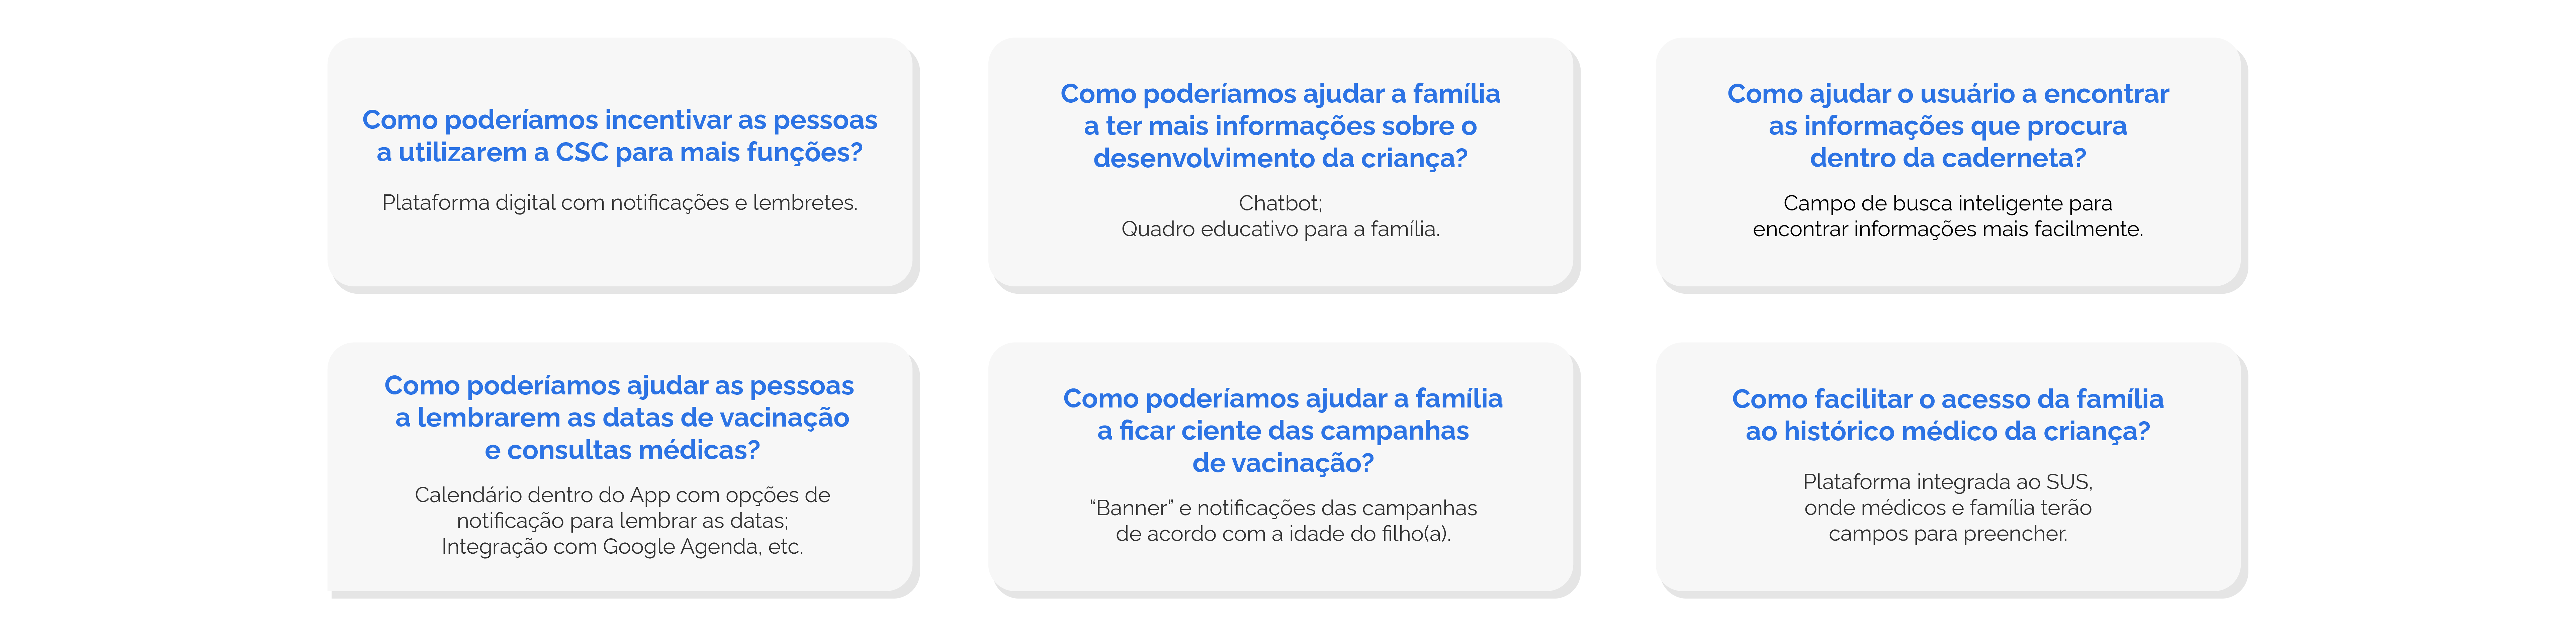 Como poderíamos incentivar as pessoas
a utilizarem a CSC para mais funções?
Plataforma digital com notificações e lembretes.
Como poderíamos ajudar a família
a ter mais informações sobre o
desenvolvimento da criança?
Chatbot;
Quadro educativo para a família.
Como ajudar o usuário a encontrar
as informações que procura
dentro da caderneta?
Campo de busca inteligente para
encontrar informações mais facilmente.
Como poderíamos ajudar as pessoas
a lembrarem as datas de vacinação
e consultas médicas?
Calendário dentro do App com opções de
notificação para lembrar as datas;
Integração com Google Agenda, etc.
Como poderíamos ajudar a família
a ficar ciente das campanhas
de vacinação?
“Banner” e notificações das campanhas
de acordo com a idade do filho(a).
Como facilitar o acesso da família
ao histórico médico da criança?
Plataforma integrada ao SUS,
onde médicos e família terão
campos para preencher.